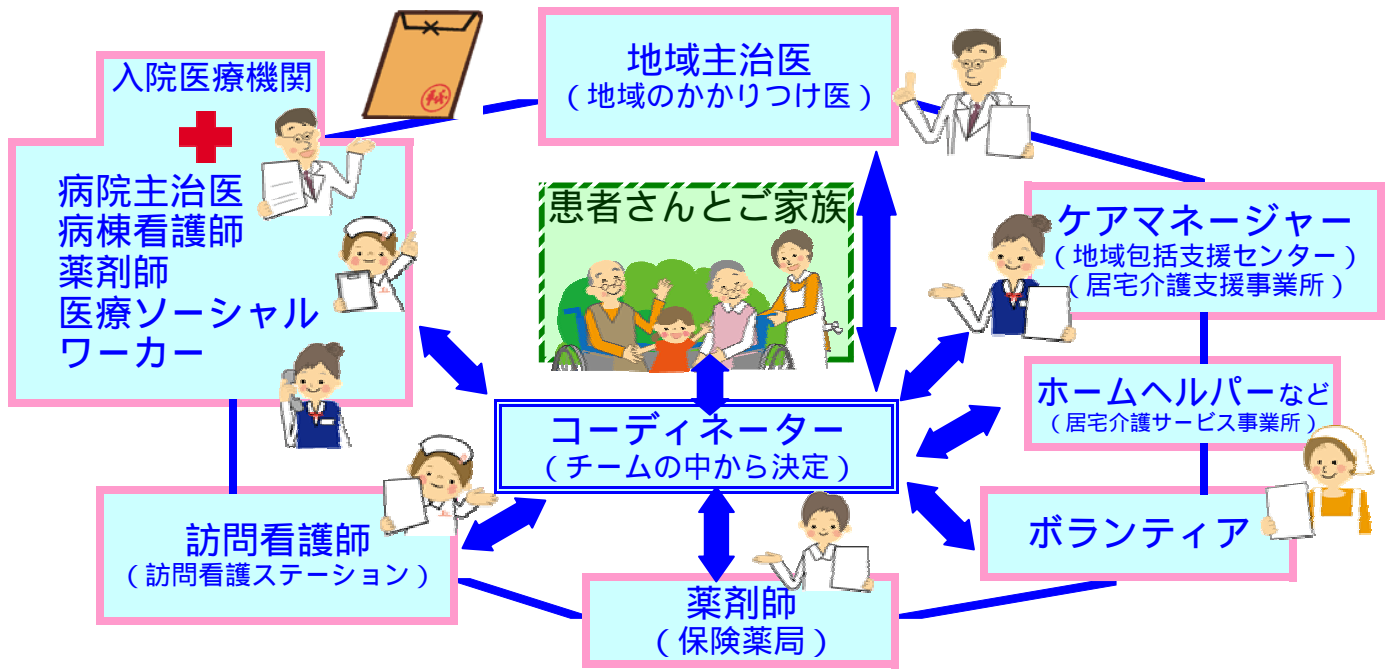 入院医療機関
病院主治医
病棟看護師
薬剤師
医療ソーシャル
ワーカー
地域主治医
（地域のかかりつけ医）
患者さんとご家族
ケアマネージャー
（地域包括支援センター）
（居宅介護支援事業所）
ホームヘルパーなど
（居宅介護サービス事業所）
コーディネーター
（チームの中から決定）
訪問看護師
（訪問看護ステーション）
薬剤師
（保険薬局）
ボランティア